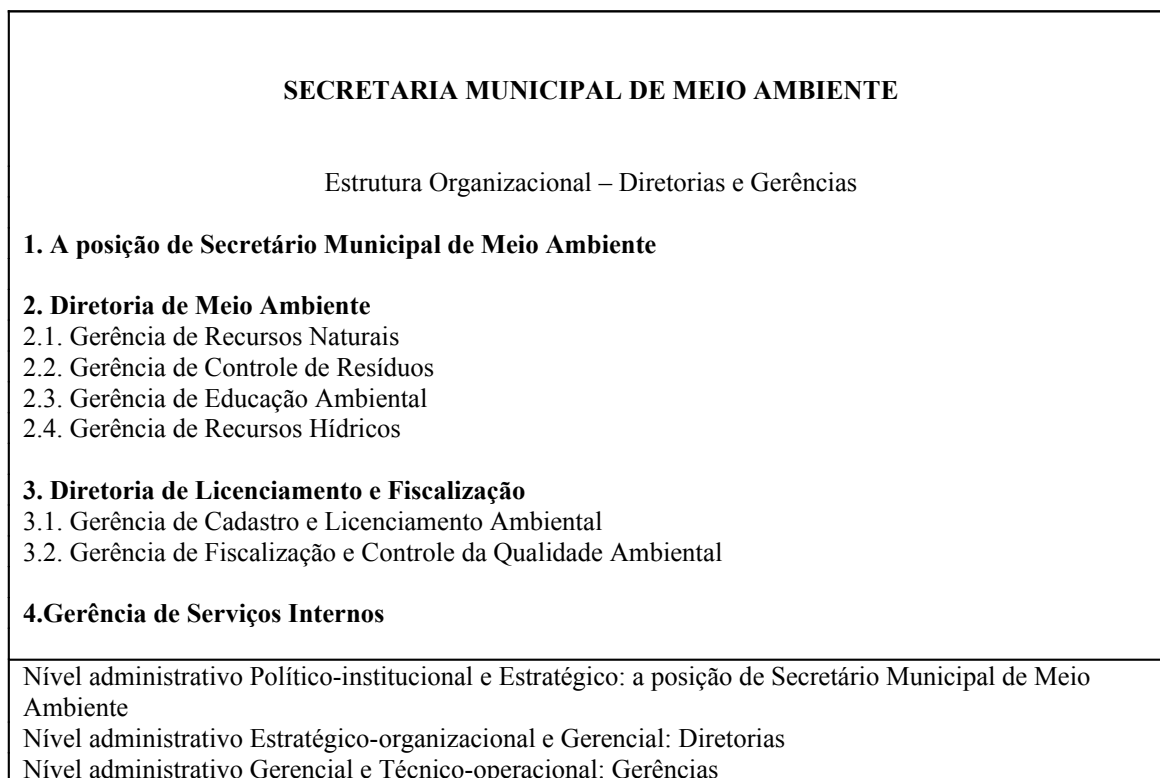 SECRETARIA MUNICIPAL DE MEIO AMBIENTE
Estrutura Organizacional – Diretorias e Gerências
1. A posição de Secretário Municipal de Meio Ambiente
2. Diretoria de Meio Ambiente
2.1. Gerência de Recursos Naturais
2.2. Gerência de Controle de Resíduos
2.3. Gerência de Educação Ambiental
2.4. Gerência de Recursos Hídricos
3. Diretoria de Licenciamento e Fiscalização
3.1. Gerência de Cadastro e Licenciamento Ambiental
3.2. Gerência de Fiscalização e Controle da Qualidade Ambiental
4.Gerência de Serviços Internos
Nível administrativo Político-institucional e Estratégico: a posição de Secretário Municipal de Meio
Ambiente
Nível administrativo Estratégico-organizacional e Gerencial: Diretorias
Nível administrativo Gerencial e Técnico-operacional: Gerências